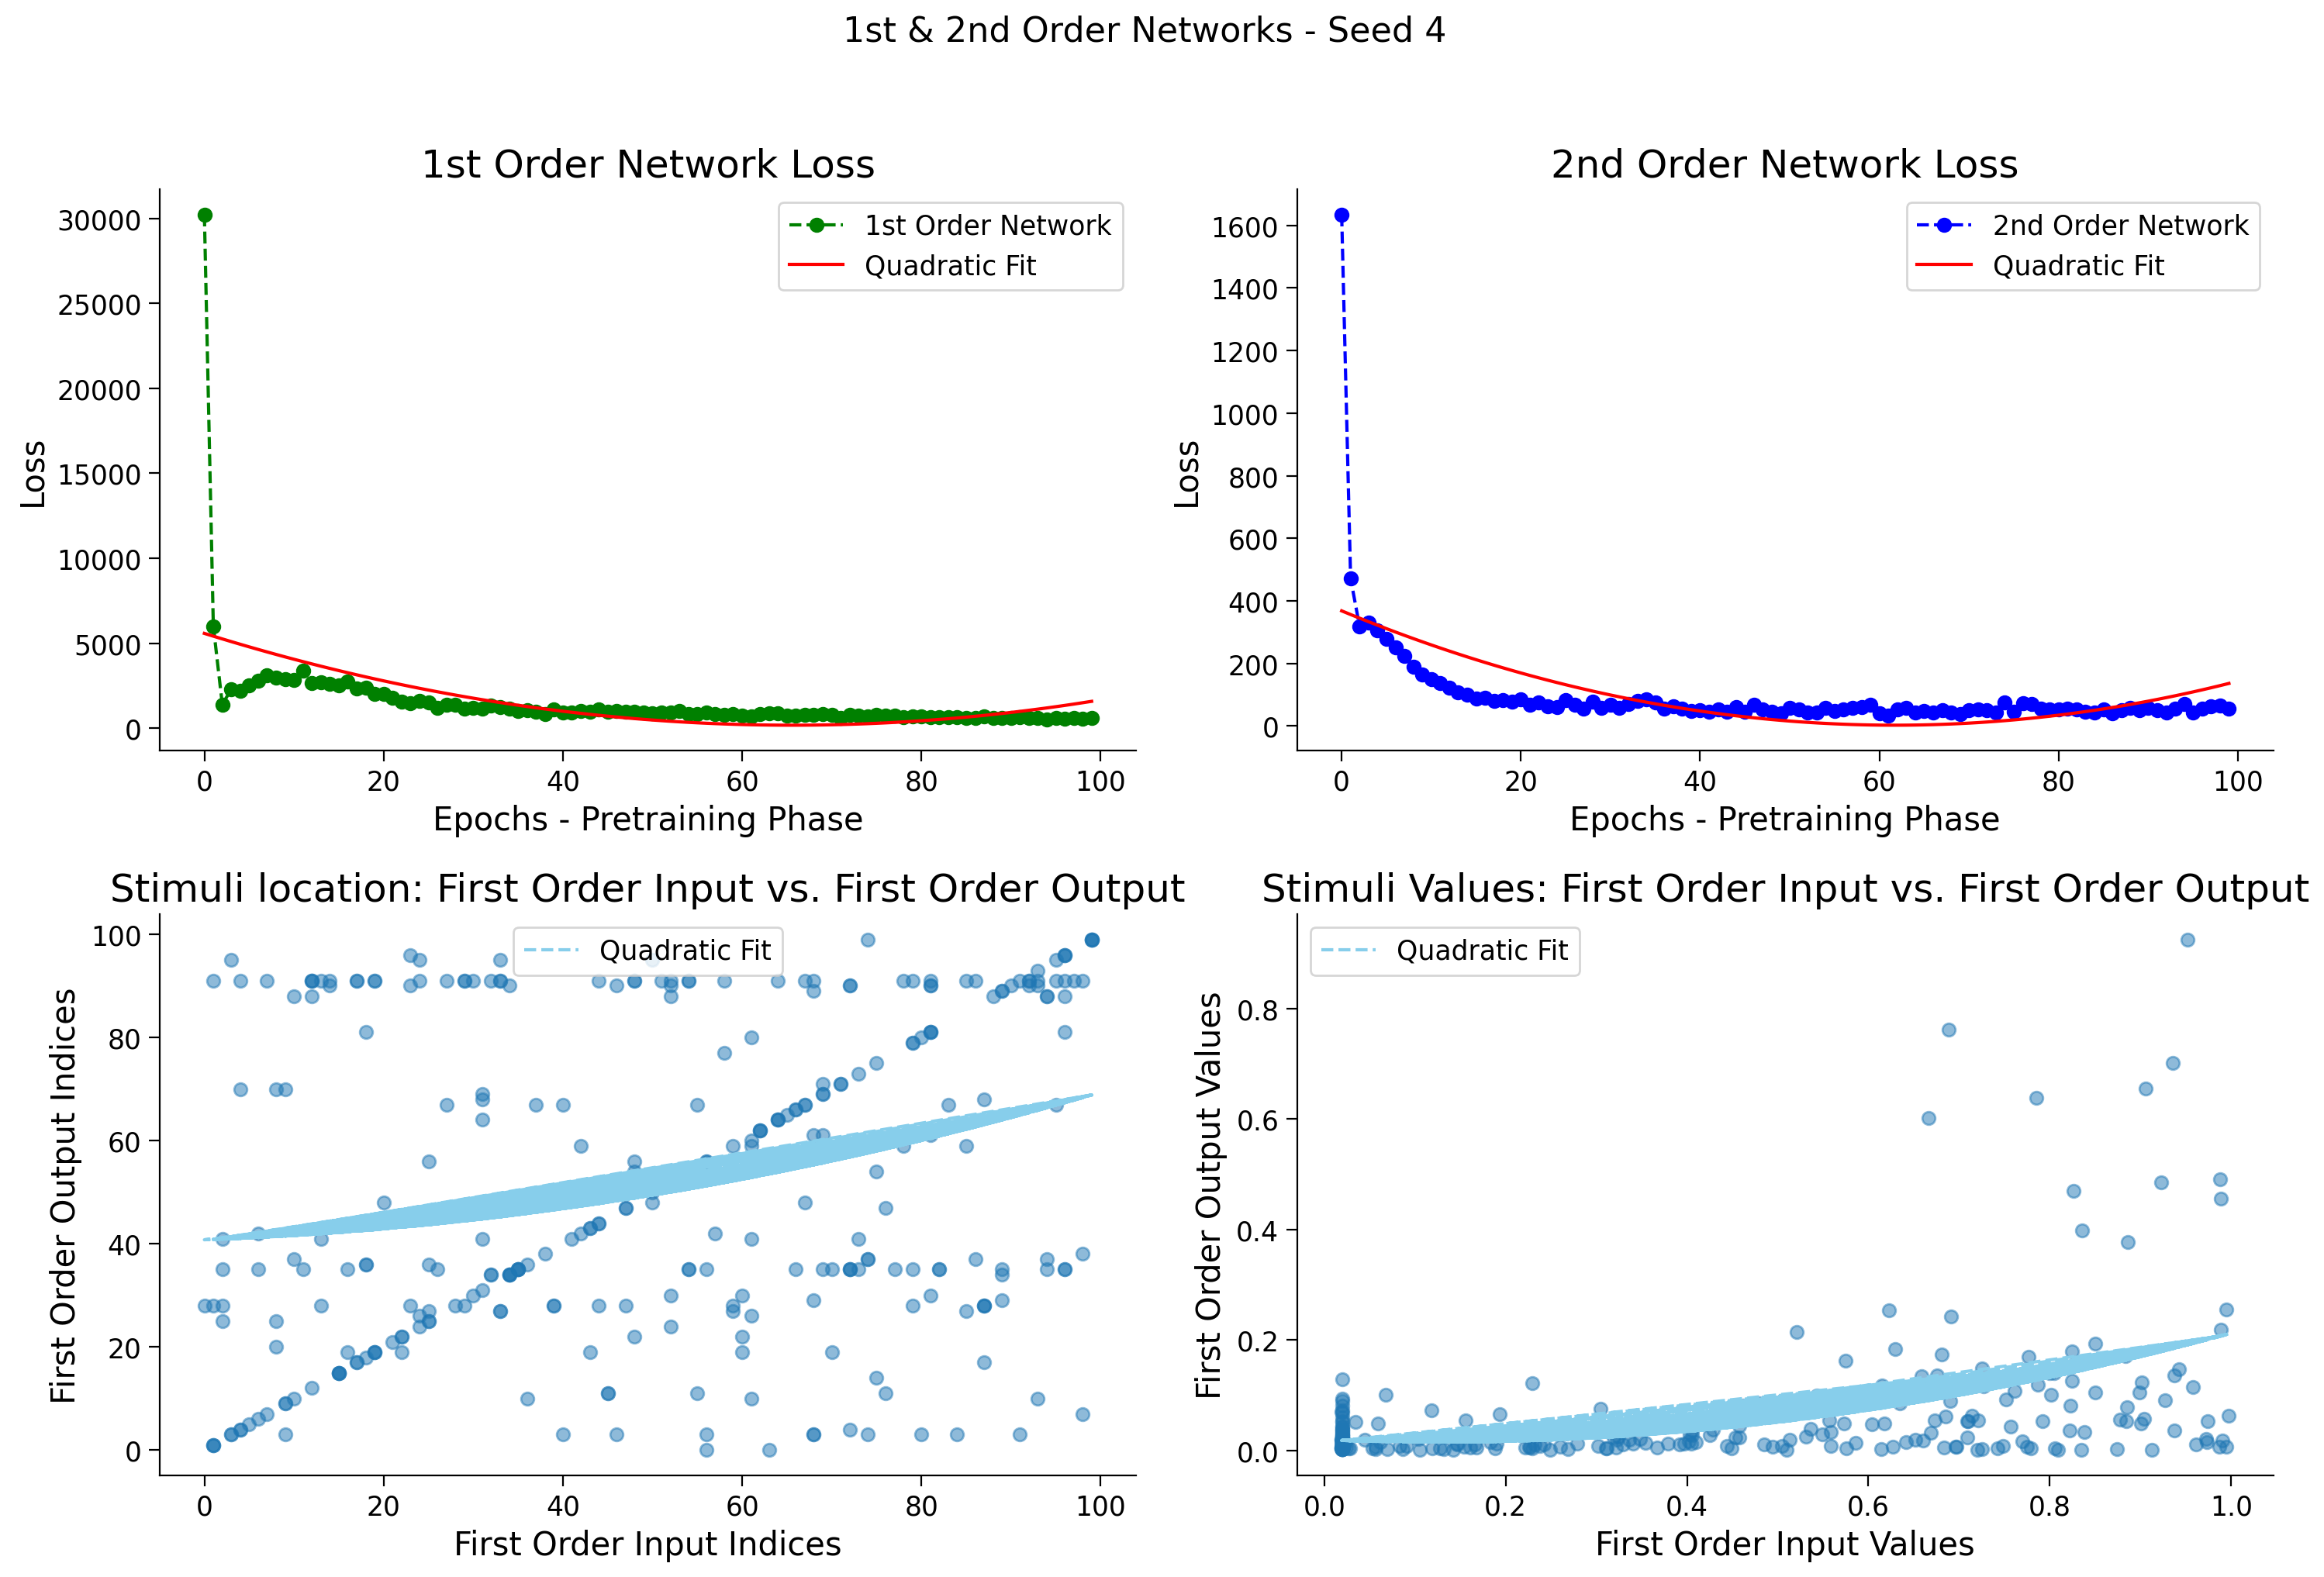 1st & 2nd Order Networks - Seed 4
1st Order Network Loss
30000
25000
20000
15000
10000
5000
0
Loss
1st Order Network
Quadratic Fit
0 20 40 60 80 100
Epochs - Pretraining Phase
2nd Order Network Loss
1600
1400
1200
1000
800
600
400
200
0
Loss
2nd Order Network
Quadratic Fit
0 20 40 60 80 100
Epochs - Pretraining Phase
Stimuli location: First Order Input vs. First Order Output
100
80
60
40
20
0
First Order Output Indices
Quadratic Fit
0 20 40 60 80 100
First Order Input Indices
Stimuli Values: First Order Input vs. First Order Output
0.8
0.6
0.4
0.2
0.0
First Order Output Values
Quadratic Fit
0.0 0.2 0.4 0.6 0.8 1.0
First Order Input Values